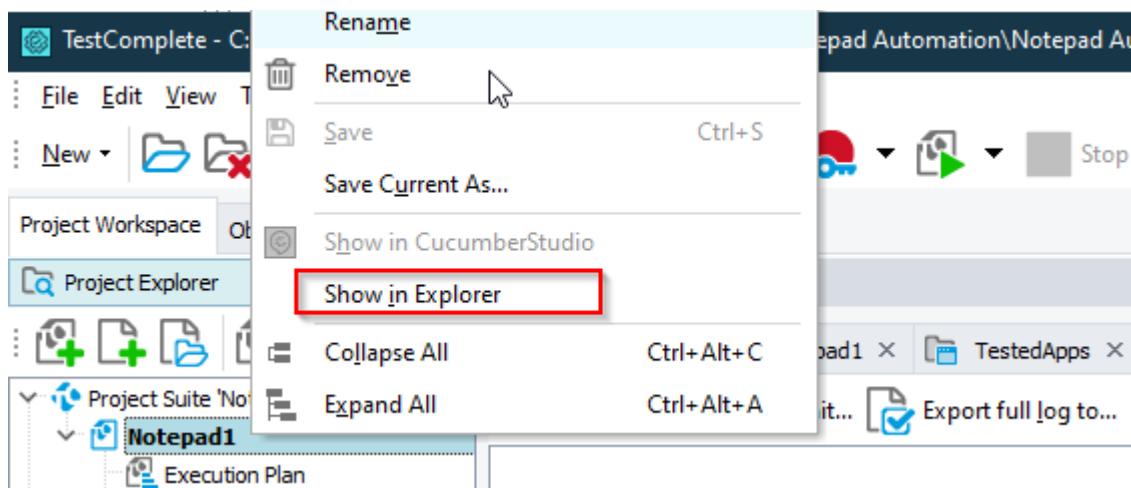 TestComplete - C:
epad Automation\Notepad Au
Rename
Remove
File Edit View T
Save Ctrl+S
New
Stop
Save Current As...
Project Workspace Ob
Show in CucumberStudio
Project Explorer
Show in Explorer
Collapse All Ctrl+Alt+C
pad1 × TestedApps ×
Project Suite 'No
Expand All Ctrl+Alt+A
it... Export full log to...
Notepad1
Execution Plan